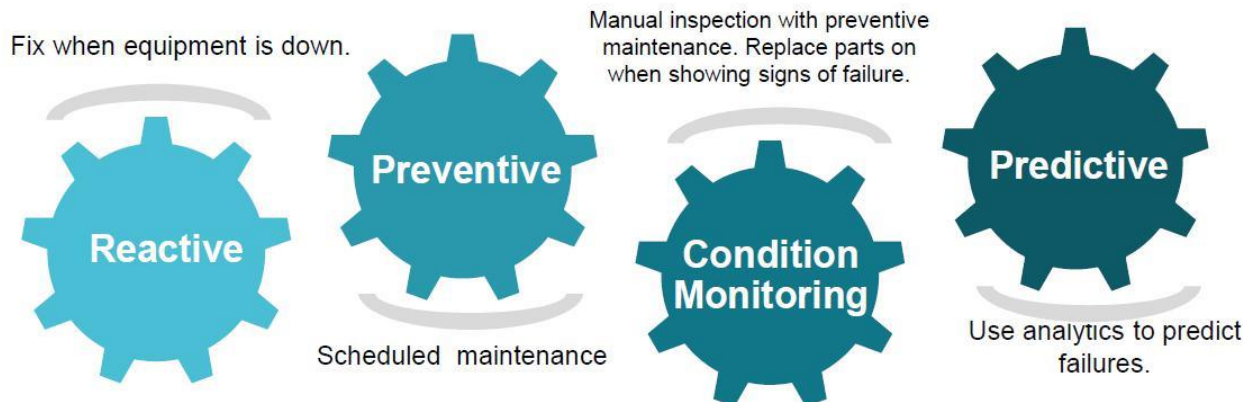 Fix when equipment is down.
Reactive
Preventive
Scheduled maintenance
Manual inspection with preventive
maintenance. Replace parts on
when showing signs of failure.
Condition
Monitoring
Predictive
Use analytics to predict
failures.